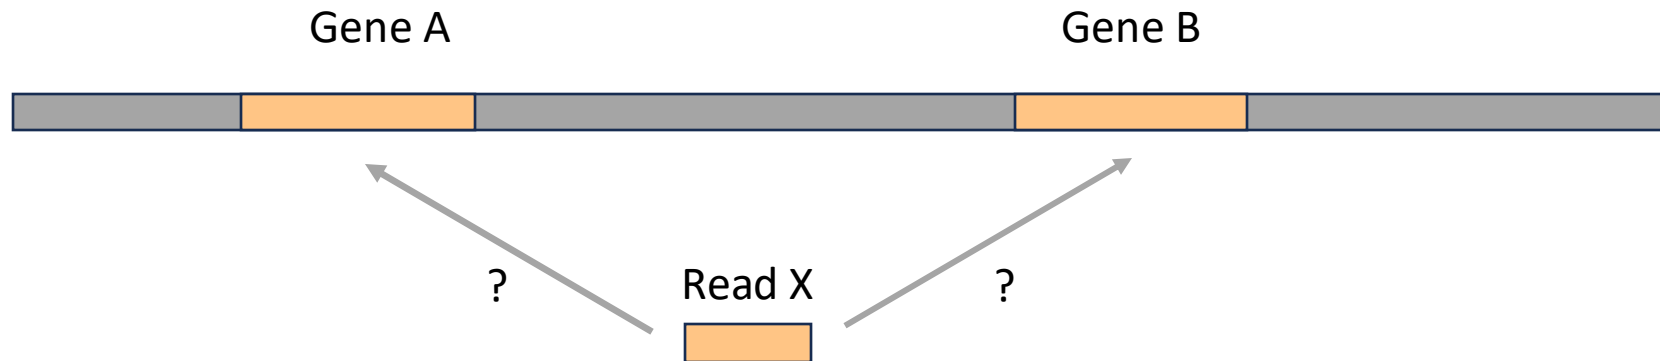 Gene A
Gene B
?
Read X
?